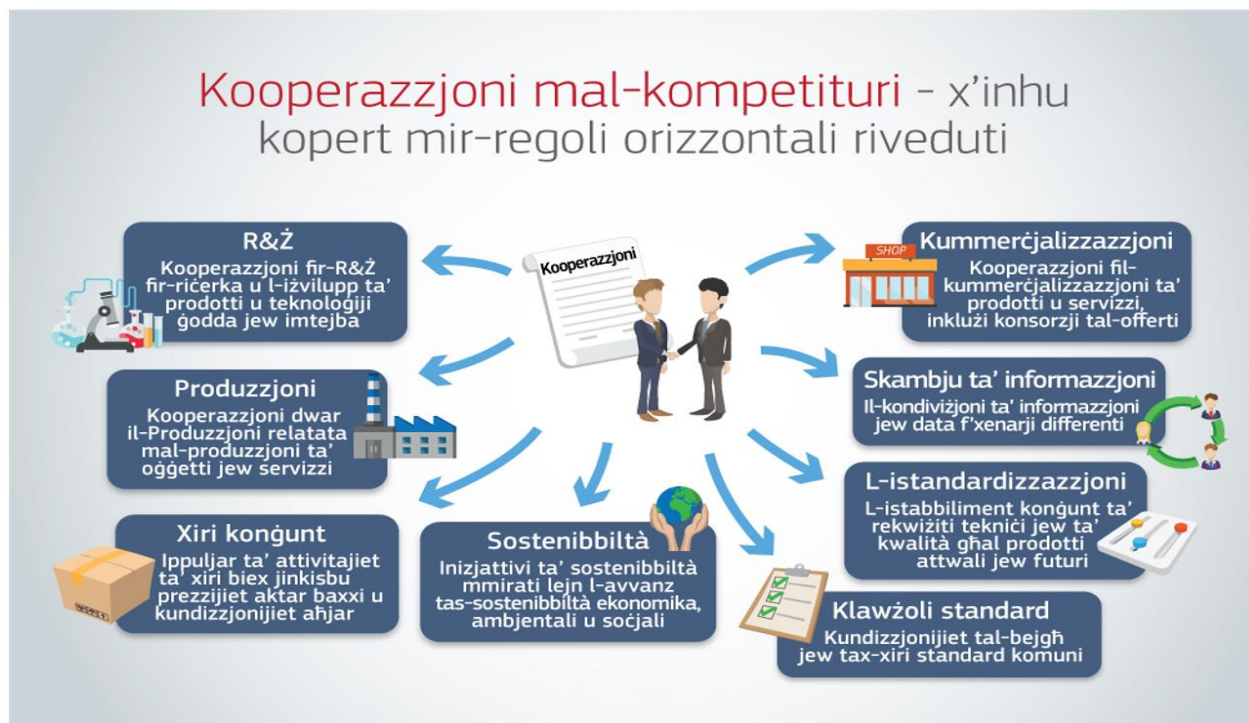 Kooperazzjoni mal-kompetituri - x'inhu
kopert mir-regoli orizzontali riveduti
Kooperazzjoni
R&Ż
Kooperazzjoni fir-R&Ż
fir-riċerka u l-iżvilupp ta'
prodotti u teknoloġiji
ġodda jew imtejba
Produzzjoni
Kooperazzjoni dwar
il-Produzzjoni relatata
mal-produzzjoni ta'
oġġetti jew servizzi
Xiri konġunt
Ippuljar ta' attivitajiet
ta' xiri biex jinkisbu
prezzijiet aktar baxxi u
kundizzjonijiet aħjar
Sostenibbiltà
Inizjattivi ta' sostenibbiltà
mmirati lejn l-avvanz
tas-sostenibbiltà ekonomika,
ambjentali u soċjali
SHOP
Kummerċjalizzazzjoni
Kooperazzjoni fil-
kummerċjalizzazzjoni ta'
prodotti u servizzi,
inklużi konsorzji tal-offerti
Skambju ta' informazzjoni
Il-kondiviżjoni ta' informazzjoni
jew data f'xenarji differenti
L-istandardizzazzjoni
L-istabbiliment konġunt ta'
rekwiżiti tekniċi jew ta'
kwalità għal prodotti
attwali jew futuri
Klawżoli standard
Kundizzjonijiet tal-bejgħ
jew tax-xiri standard komuni